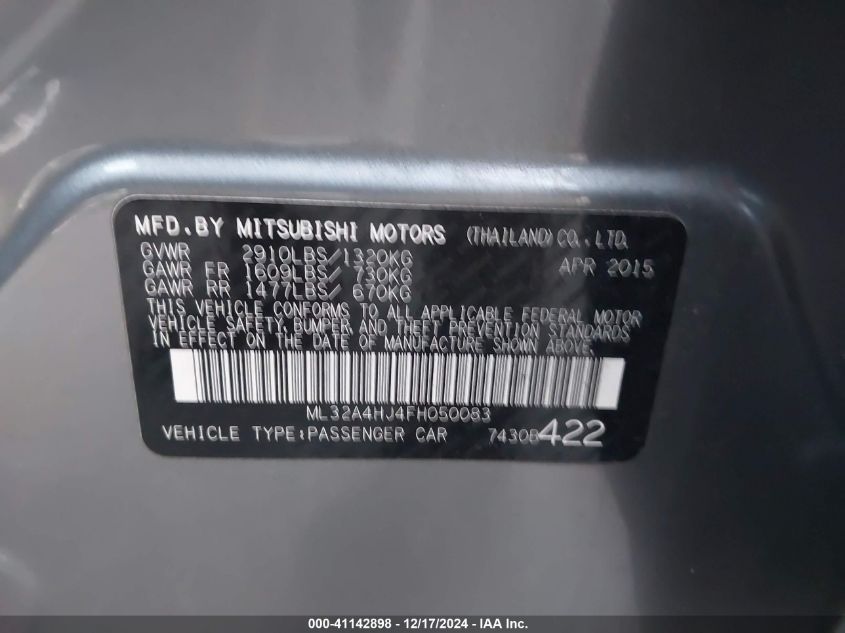 MFD. BY MITSUBISHI MOTORS (THAILAND) CO., LTD.
GVWR 2910LBS/1320KG APR 2015
GAWR FR 1609LBS/ 730KG
GAWR RR 1477LBS/ 670KG
THIS VEHICLE CONFORMS TO ALL APPLICABLE FEDERAL MOTOR
VEHICLE SAFETY, BUMPER, AND THEFT PREVENTION STANDARDS
IN EFFECT ON THE DATE OF MANUFACTURE SHOWN ABOVE.
ML32A4HJ4FH050083
VEHICLE TYPE:PASSENGER CAR 7430B422
000-41142898 - 12/17/2024 - IAA Inc.